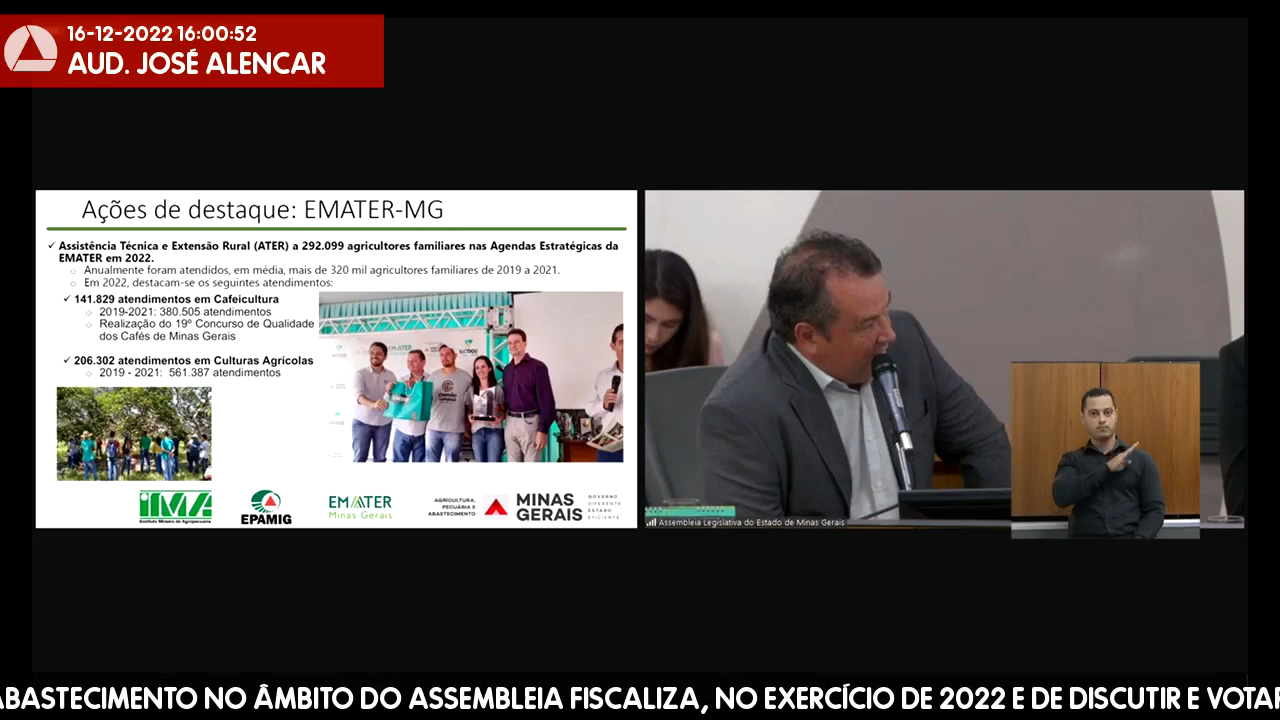 16-12-2022 16:00:52
AUD. JOSÉ ALENCAR
Ações de destaque: EMATER-MG
✓ Assistência Técnica e Extensão Rural (ATER) a 292.099 agricultores familiares nas Agendas Estratégicas da
EMATER em 2022.
○ Anualmente foram atendidos, em média, mais de 320 mil agricultores familiares de 2019 a 2021.
○ Em 2022, destacam-se os seguintes atendimentos:
✓ 141.829 atendimentos em Cafeicultura
○ 2019-2021: 380.505 atendimentos
○ Realização do 19º Concurso de Qualidade
dos Cafés de Minas Gerais
✓ 206.302 atendimentos em Culturas Agrícolas
○ 2019 - 2021: 561.387 atendimentos
IMA
Instituto Mineiro de Agropecuária
EPAMIG
EMATER
Minas Gerais
AGRICULTURA,
PECUÁRIA E
ABASTECIMENTO
MINAS
GERAIS
GOVERNO
DIFERENTE
ESTADO
EFICIENTE
Assembleia Legislativa do Estado de Minas Gerais
ABASTECIMENTO NO ÂMBITO DO ASSEMBLEIA FISCALIZA, NO EXERCÍCIO DE 2022 E DE DISCUTIR E VOTAR